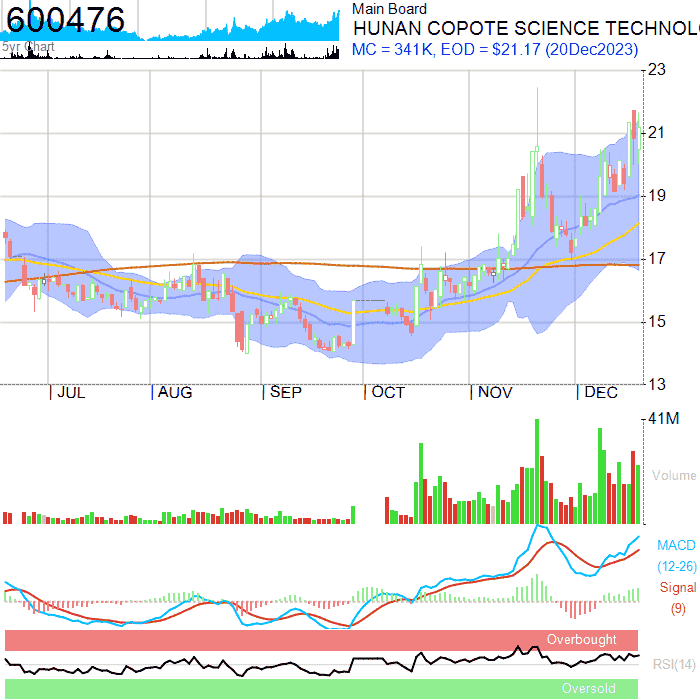 600476
5yr Chart
Main Board
HUNAN COPOTE SCIENCE TECHNOLO
MC = 341K, EOD = $21.17 (20Dec2023)
23
21
19
17
15
13
JUL AUG SEP OCT NOV DEC
41M
Volume
MACD
(12-26)
Signal
(9)
Overbought
RSI(14)
Oversold